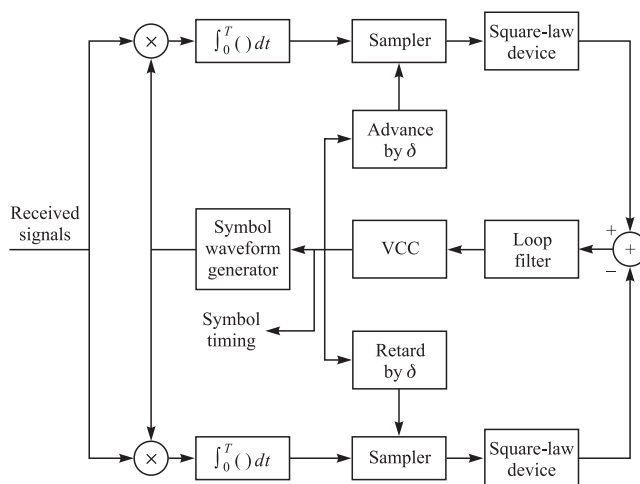 ×
∫₀ᵀ ( ) dt
Sampler
Square-law
device
Advance
by δ
Received
signals
Symbol
waveform
generator
VCC
Loop
filter
+
+
−
Symbol
timing
Retard
by δ
×
∫₀ᵀ ( ) dt
Sampler
Square-law
device